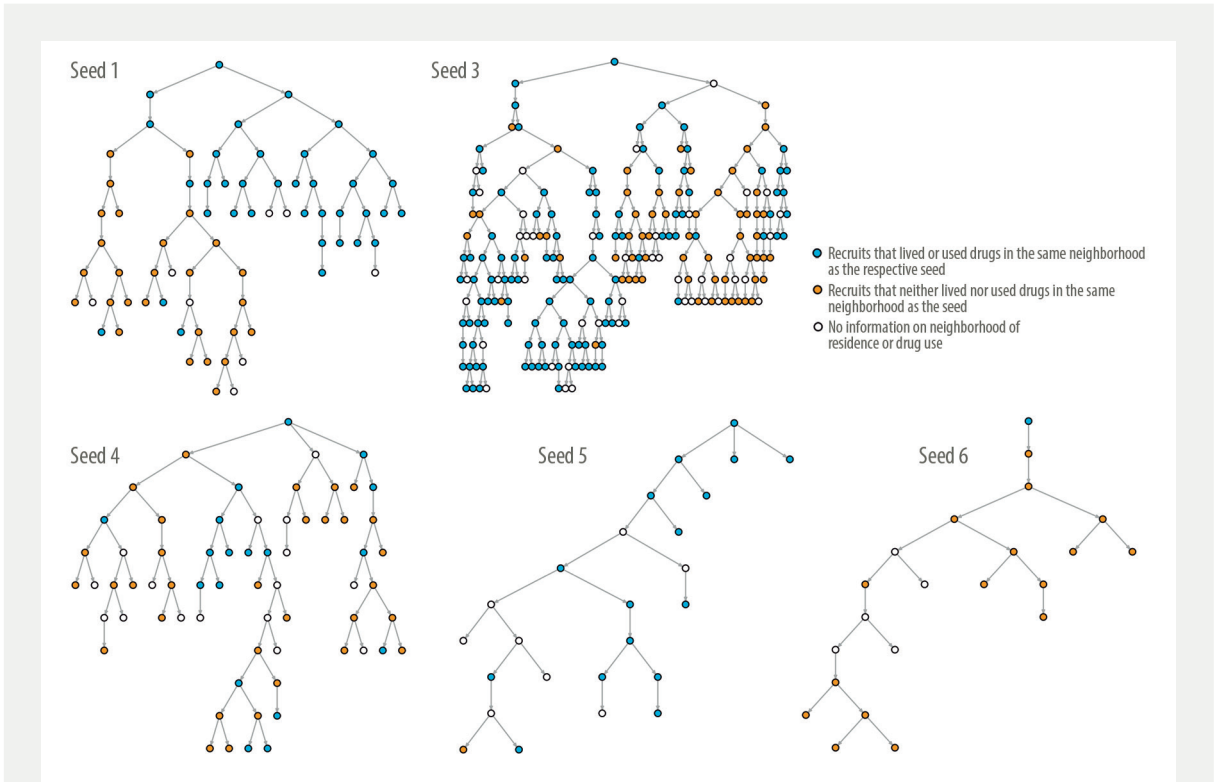 Seed 1
Seed 3
Recruits that lived or used drugs in the same neighborhood
as the respective seed
Recruits that neither lived nor used drugs in the same
neighborhood as the seed
No information on neighborhood of
residence or drug use
Seed 4
Seed 5
Seed 6